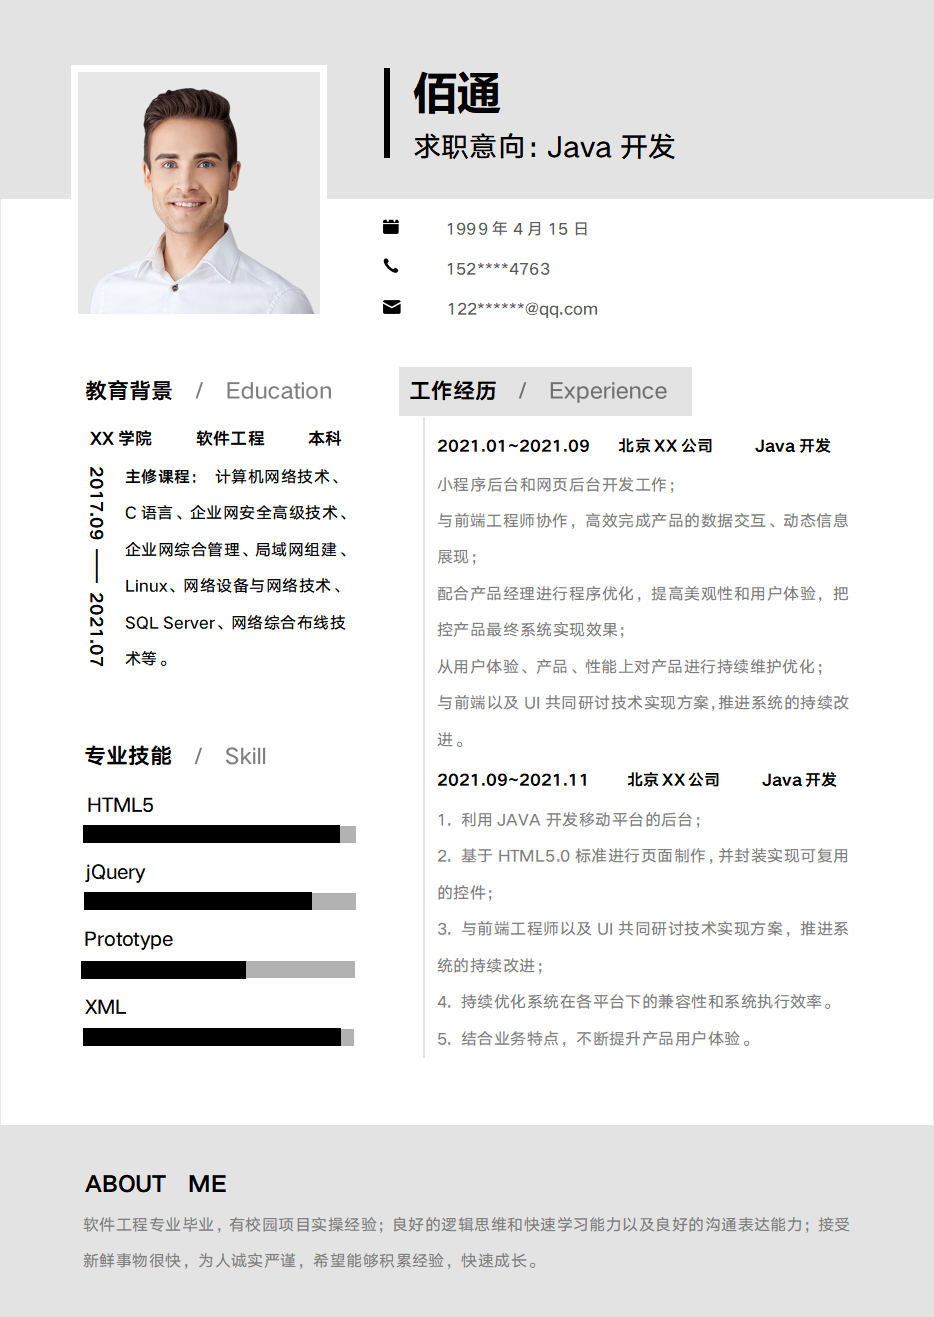 佰通
求职意向：Java 开发
1999 年 4 月 15 日
152****4763
122******@qq.com
教育背景 / Education
XX 学院 软件工程 本科
2017.09 — 2021.07
主修课程： 计算机网络技术、
C 语言、企业网安全高级技术、
企业网综合管理、局域网组建、
Linux、网络设备与网络技术、
SQL Server、网络综合布线技
术等。
专业技能 / Skill
HTML5
jQuery
Prototype
XML
工作经历 / Experience
2021.01~2021.09 北京 XX 公司 Java 开发
小程序后台和网页后台开发工作；
与前端工程师协作，高效完成产品的数据交互、动态信息
展现；
配合产品经理进行程序优化，提高美观性和用户体验，把
控产品最终系统实现效果；
从用户体验、产品、性能上对产品进行持续维护优化；
与前端以及 UI 共同研讨技术实现方案，推进系统的持续改
进。
2021.09~2021.11 北京 XX 公司 Java 开发
1. 利用 JAVA 开发移动平台的后台；
2. 基于 HTML5.0 标准进行页面制作，并封装实现可复用
的控件；
3. 与前端工程师以及 UI 共同研讨技术实现方案，推进系
统的持续改进；
4. 持续优化系统在各平台下的兼容性和系统执行效率。
5. 结合业务特点，不断提升产品用户体验。
ABOUT ME
软件工程专业毕业，有校园项目实操经验；良好的逻辑思维和快速学习能力以及良好的沟通表达能力；接受
新鲜事物很快，为人诚实严谨，希望能够积累经验，快速成长。